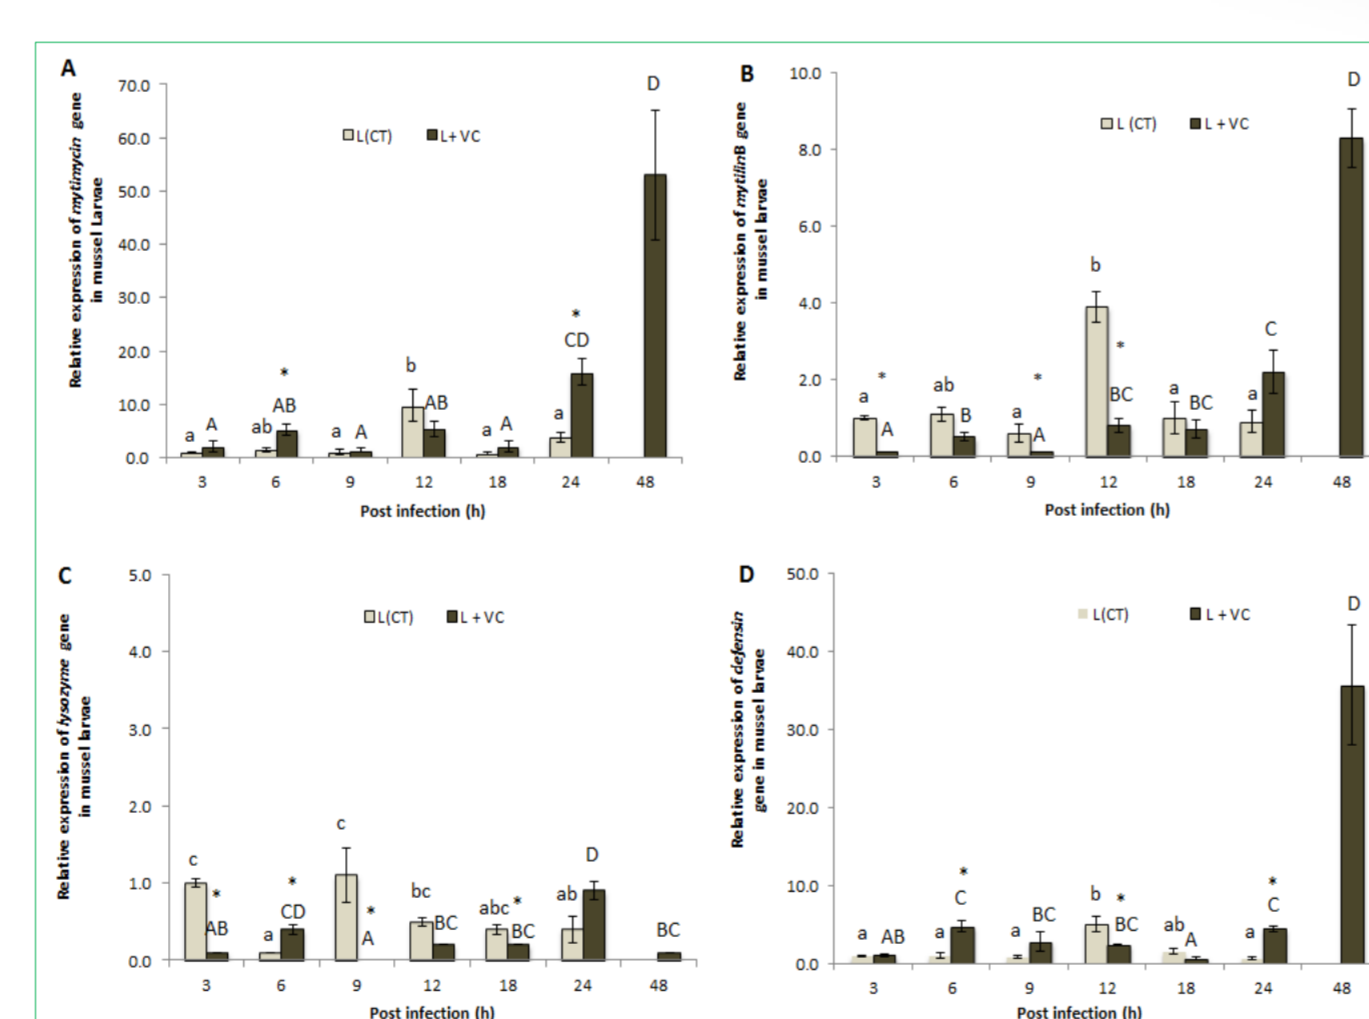 A
Relative expression of mytimycin gene
in mussel Larvae
70.0
60.0
50.0
40.0
30.0
20.0
10.0
0.0
L(CT)
L+ VC
a
A
ab
AB
*
a
A
b
AB
a
A
a
CD
*
D
3
6
9
12
18
24
48
Post infection (h)
B
Relative expression of mytilinB gene
in mussel larvae
10.0
8.0
6.0
4.0
2.0
0.0
L (CT)
L + VC
a
*
A
ab
B
a
*
A
b
*
BC
a
BC
a
C
D
3
6
9
12
18
24
48
Post infection (h)
C
Relative expression of lysozyme gene
in mussel larvae
5.0
4.0
3.0
2.0
1.0
0.0
L(CT)
L + VC
c
*
AB
a
*
CD
c
*
A
bc
BC
abc
*
BC
ab
D
BC
3
6
9
12
18
24
48
Post infection (h)
D
Relative expression of defensin
gene in mussel larvae
50.0
40.0
30.0
20.0
10.0
0.0
L(CT)
L + VC
a
AB
a
*
C
a
BC
b
*
BC
ab
A
a
*
C
D
3
6
9
12
18
24
48
Post infection (h)